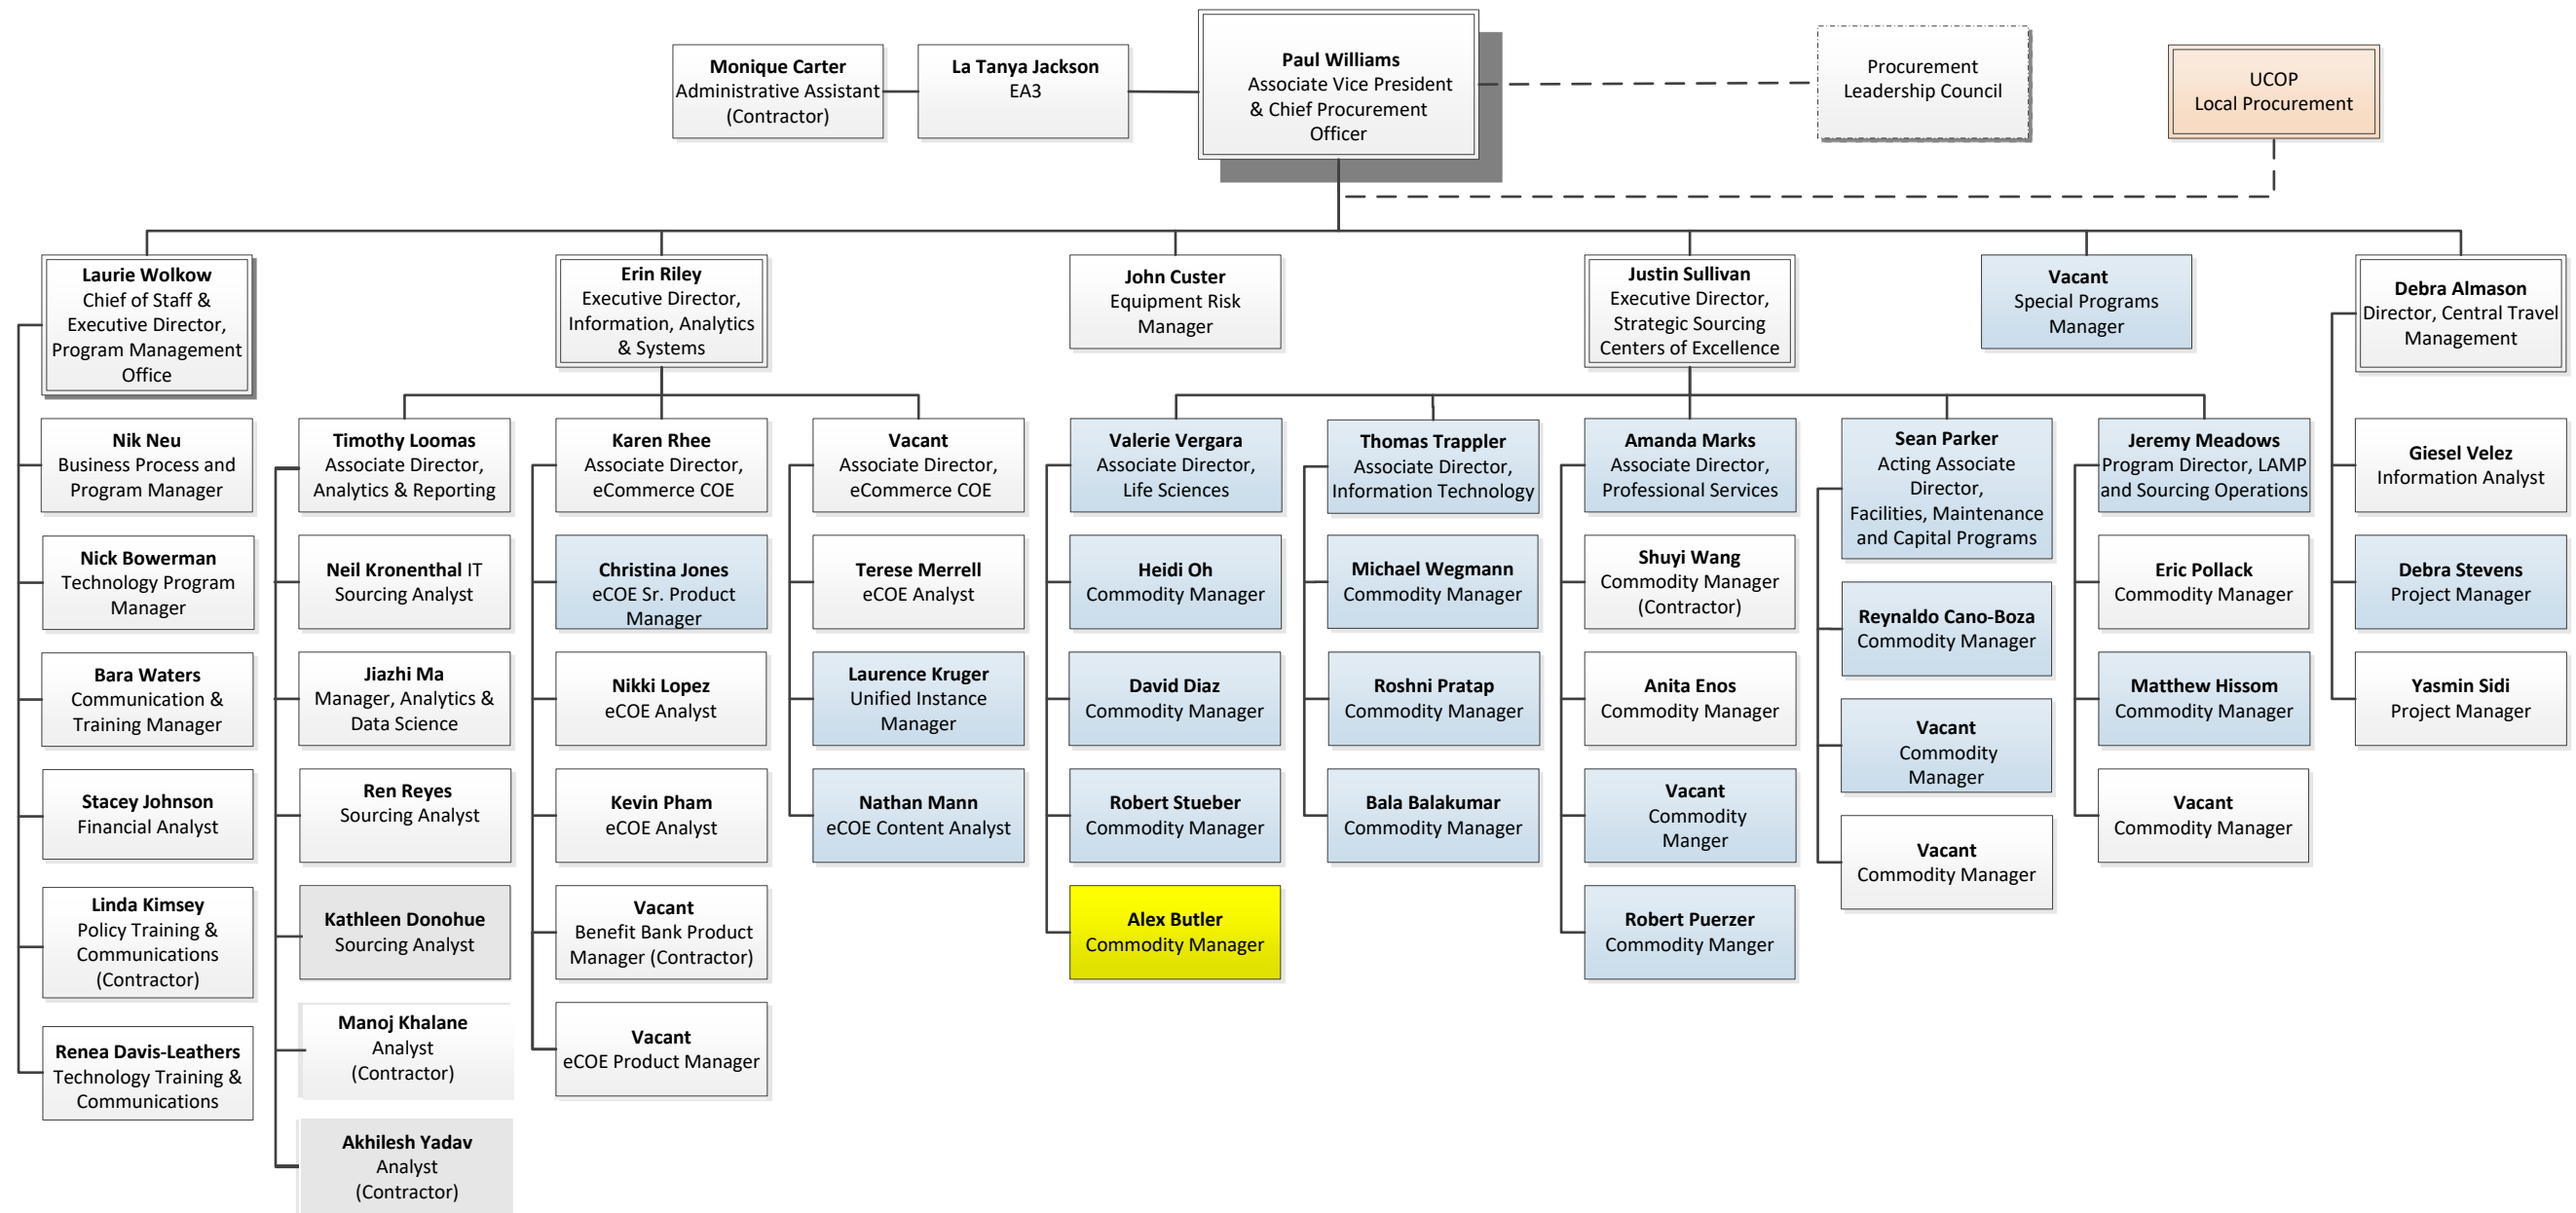 Monique Carter
Administrative Assistant
(Contractor)
La Tanya Jackson
EA3
Paul Williams
Associate Vice President
& Chief Procurement
Officer
Procurement
Leadership Council
UCOP
Local Procurement
Laurie Wolkow
Chief of Staff &
Executive Director,
Program Management
Office
Erin Riley
Executive Director,
Information, Analytics
& Systems
John Custer
Equipment Risk
Manager
Justin Sullivan
Executive Director,
Strategic Sourcing
Centers of Excellence
Vacant
Special Programs
Manager
Debra Almason
Director, Central Travel
Management
Nik Neu
Business Process and
Program Manager
Nick Bowerman
Technology Program
Manager
Bara Waters
Communication &
Training Manager
Stacey Johnson
Financial Analyst
Linda Kimsey
Policy Training &
Communications
(Contractor)
Renea Davis-Leathers
Technology Training &
Communications
Timothy Loomas
Associate Director,
Analytics & Reporting
Neil Kronenthal IT
Sourcing Analyst
Jiazhi Ma
Manager, Analytics &
Data Science
Ren Reyes
Sourcing Analyst
Kathleen Donohue
Sourcing Analyst
Manoj Khalane
Analyst
(Contractor)
Akhilesh Yadav
Analyst
(Contractor)
Karen Rhee
Associate Director,
eCommerce COE
Christina Jones
eCOE Sr. Product
Manager
Nikki Lopez
eCOE Analyst
Kevin Pham
eCOE Analyst
Vacant
Benefit Bank Product
Manager (Contractor)
Vacant
eCOE Product Manager
Vacant
Associate Director,
eCommerce COE
Terese Merrell
eCOE Analyst
Laurence Kruger
Unified Instance
Manager
Nathan Mann
eCOE Content Analyst
Valerie Vergara
Associate Director,
Life Sciences
Heidi Oh
Commodity Manager
David Diaz
Commodity Manager
Robert Stueber
Commodity Manager
Alex Butler
Commodity Manager
Thomas Trappler
Associate Director,
Information Technology
Michael Wegmann
Commodity Manager
Roshni Pratap
Commodity Manager
Bala Balakumar
Commodity Manager
Amanda Marks
Associate Director,
Professional Services
Shuyi Wang
Commodity Manager
(Contractor)
Anita Enos
Commodity Manager
Vacant
Commodity
Manger
Robert Puerzer
Commodity Manger
Sean Parker
Acting Associate
Director,
Facilities, Maintenance
and Capital Programs
Reynaldo Cano-Boza
Commodity Manager
Vacant
Commodity
Manager
Vacant
Commodity Manager
Jeremy Meadows
Program Director, LAMP
and Sourcing Operations
Eric Pollack
Commodity Manager
Matthew Hissom
Commodity Manager
Vacant
Commodity Manager
Giesel Velez
Information Analyst
Debra Stevens
Project Manager
Yasmin Sidi
Project Manager